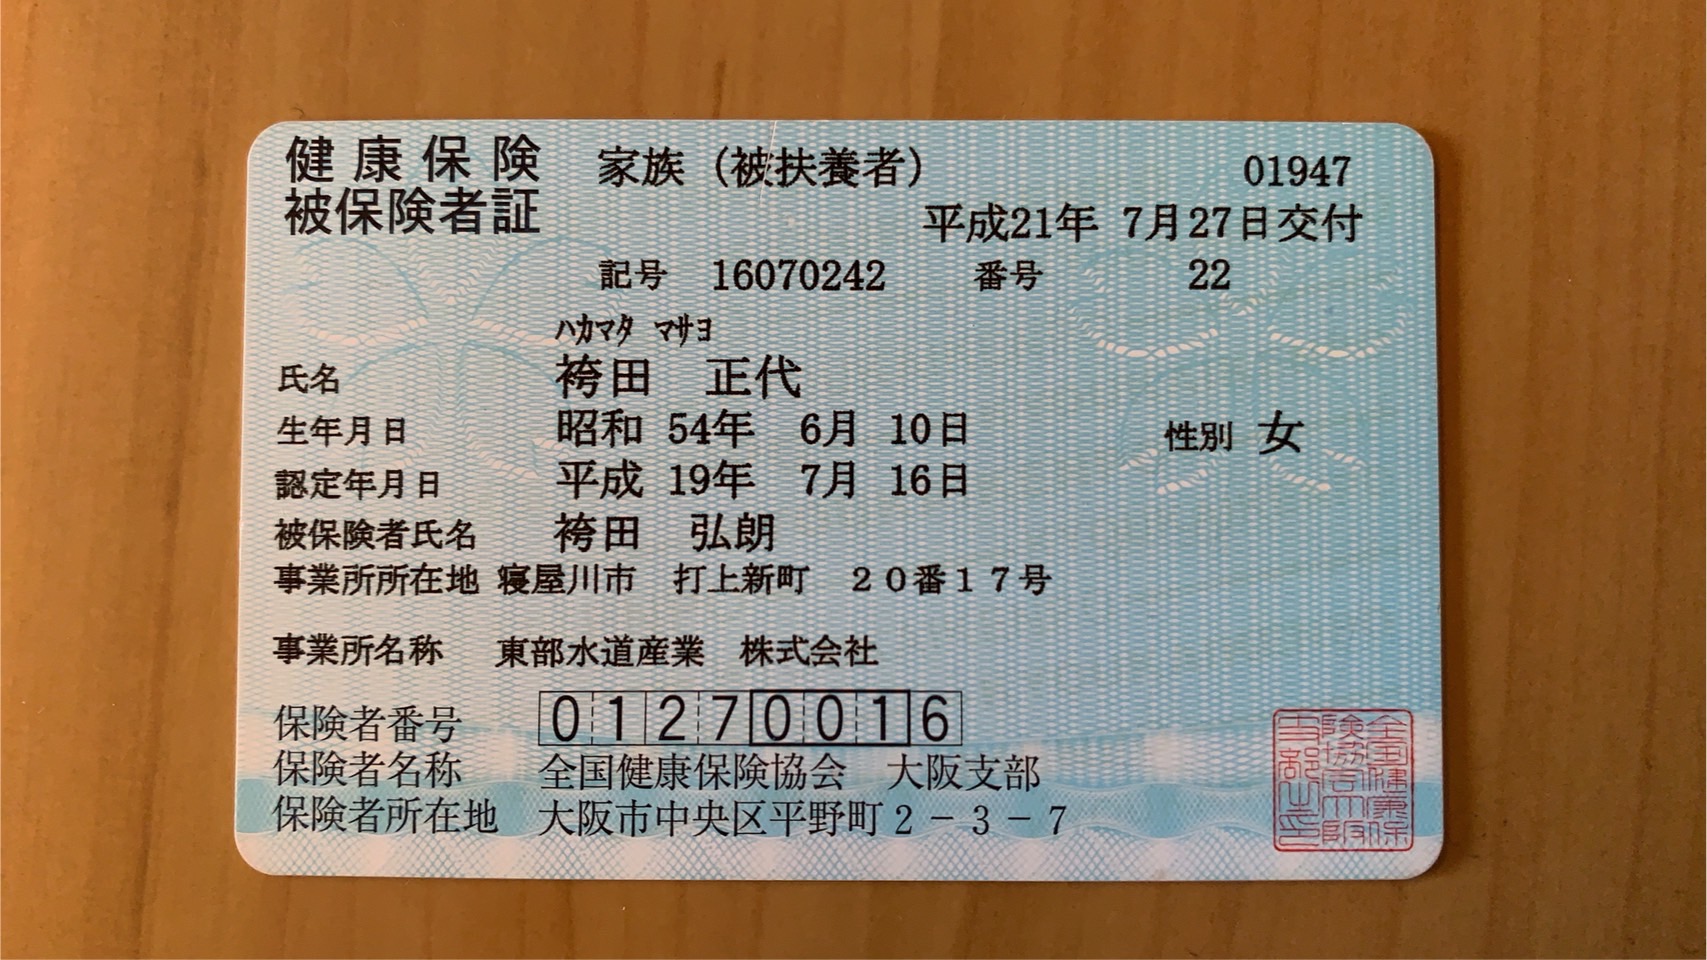 健康保険 家族（被扶養者） 01947
被保険者証 平成21年 7月27日交付
記号 16070242 番号 22
ﾊｶﾏﾀ ﾏｻﾖ
氏名 袴田 正代
生年月日 昭和 54年 6月 10日 性別 女
認定年月日 平成 19年 7月 16日
被保険者氏名 袴田 弘朗
事業所所在地 寝屋川市 打上新町 ２０番１７号
事業所名称 東部水道産業 株式会社
保険者番号 01270016
保険者名称 全国健康保険協会 大阪支部
保険者所在地 大阪市中央区平野町２－３－７